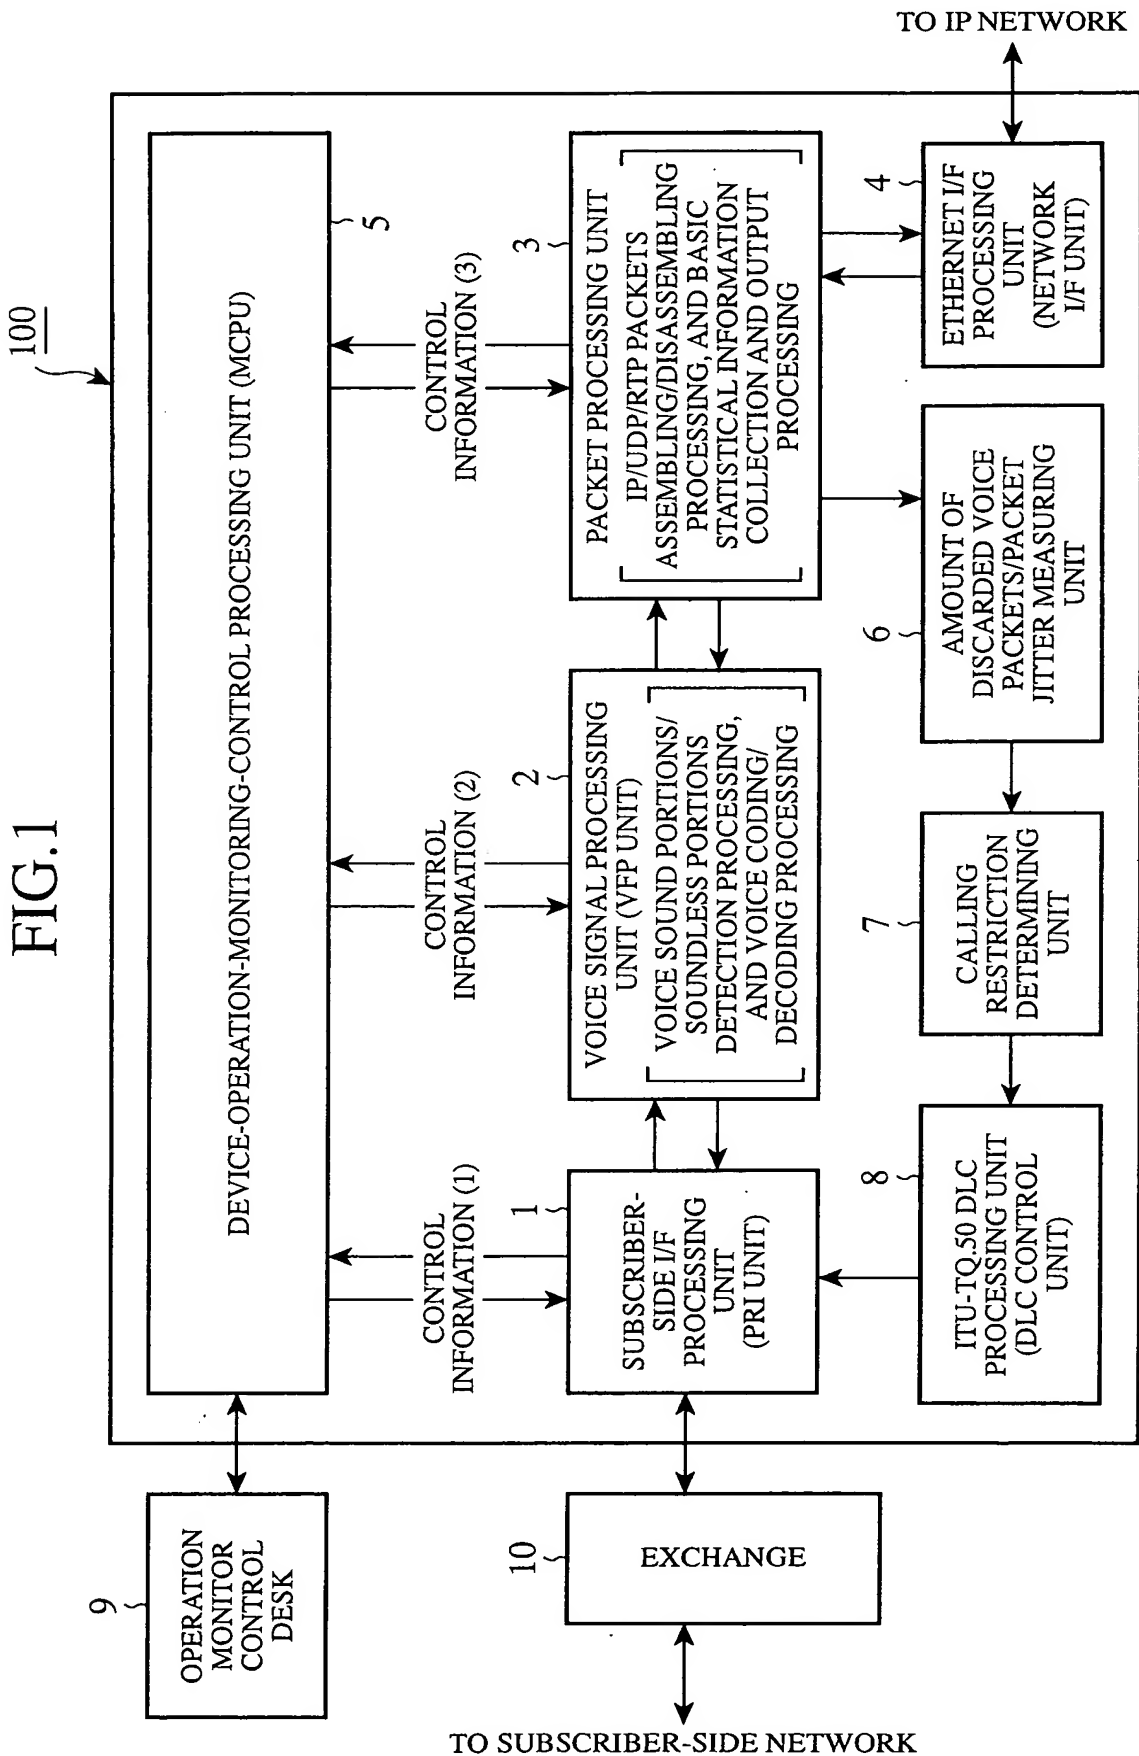 FIG.1
100
DEVICE-OPERATION-MONITORING-CONTROL PROCESSING UNIT (MCPU)
5
9
OPERATION
MONITOR
CONTROL
DESK
CONTROL
INFORMATION (1)
CONTROL
INFORMATION (2)
CONTROL
INFORMATION (3)
10
EXCHANGE
TO SUBSCRIBER-SIDE NETWORK
1
SUBSCRIBER-
SIDE I/F
PROCESSING
UNIT
(PRI UNIT)
2
VOICE SIGNAL PROCESSING
UNIT (VFP UNIT)
VOICE SOUND PORTIONS/
SOUNDLESS PORTIONS
DETECTION PROCESSING,
AND VOICE CODING/
DECODING PROCESSING
3
PACKET PROCESSING UNIT
IP/UDP/RTP PACKETS
ASSEMBLING/DISASSEMBLING
PROCESSING, AND BASIC
STATISTICAL INFORMATION
COLLECTION AND OUTPUT
PROCESSING
8
ITU-TQ.50 DLC
PROCESSING UNIT
(DLC CONTROL
UNIT)
7
CALLING
RESTRICTION
DETERMINING
UNIT
6
AMOUNT OF
DISCARDED VOICE
PACKETS/PACKET
JITTER MEASURING
UNIT
4
ETHERNET I/F
PROCESSING
UNIT
(NETWORK
I/F UNIT)
TO IP NETWORK